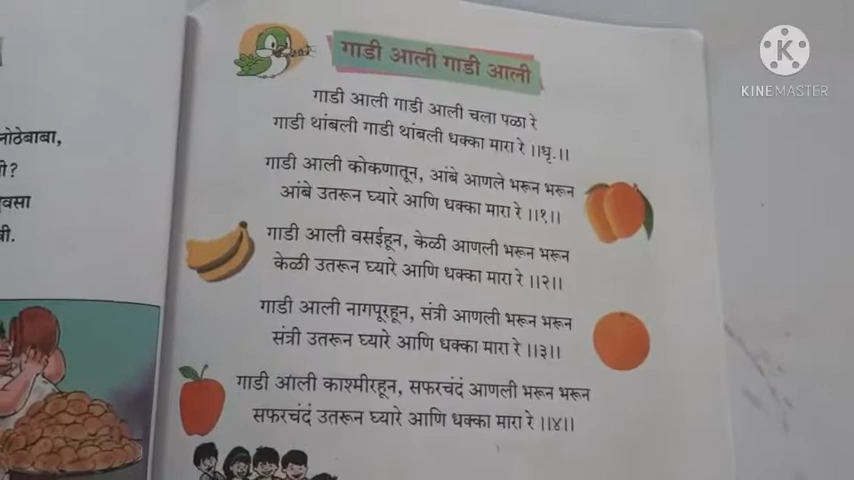 गाडी आली गाडी आली
गाडी आली गाडी आली चला पळा रे
गाडी थांबली गाडी थांबली धक्का मारा रे ।।धृ.।।
गाडी आली कोकणातून, आंबे आणले भरून भरून
आंबे उतरून घ्यारे आणि धक्का मारा रे ।।१।।
गाडी आली वसईहून, केळी आणली भरून भरून
केळी उतरून घ्यारे आणि धक्का मारा रे ।।२।।
गाडी आली नागपूरहून, संत्री आणली भरून भरून
संत्री उतरून घ्यारे आणि धक्का मारा रे ।।३।।
गाडी आली काश्मीरहून, सफरचंदं आणली भरून भरून
सफरचंदं उतरून घ्यारे आणि धक्का मारा रे ।।४।।
KINEMASTER